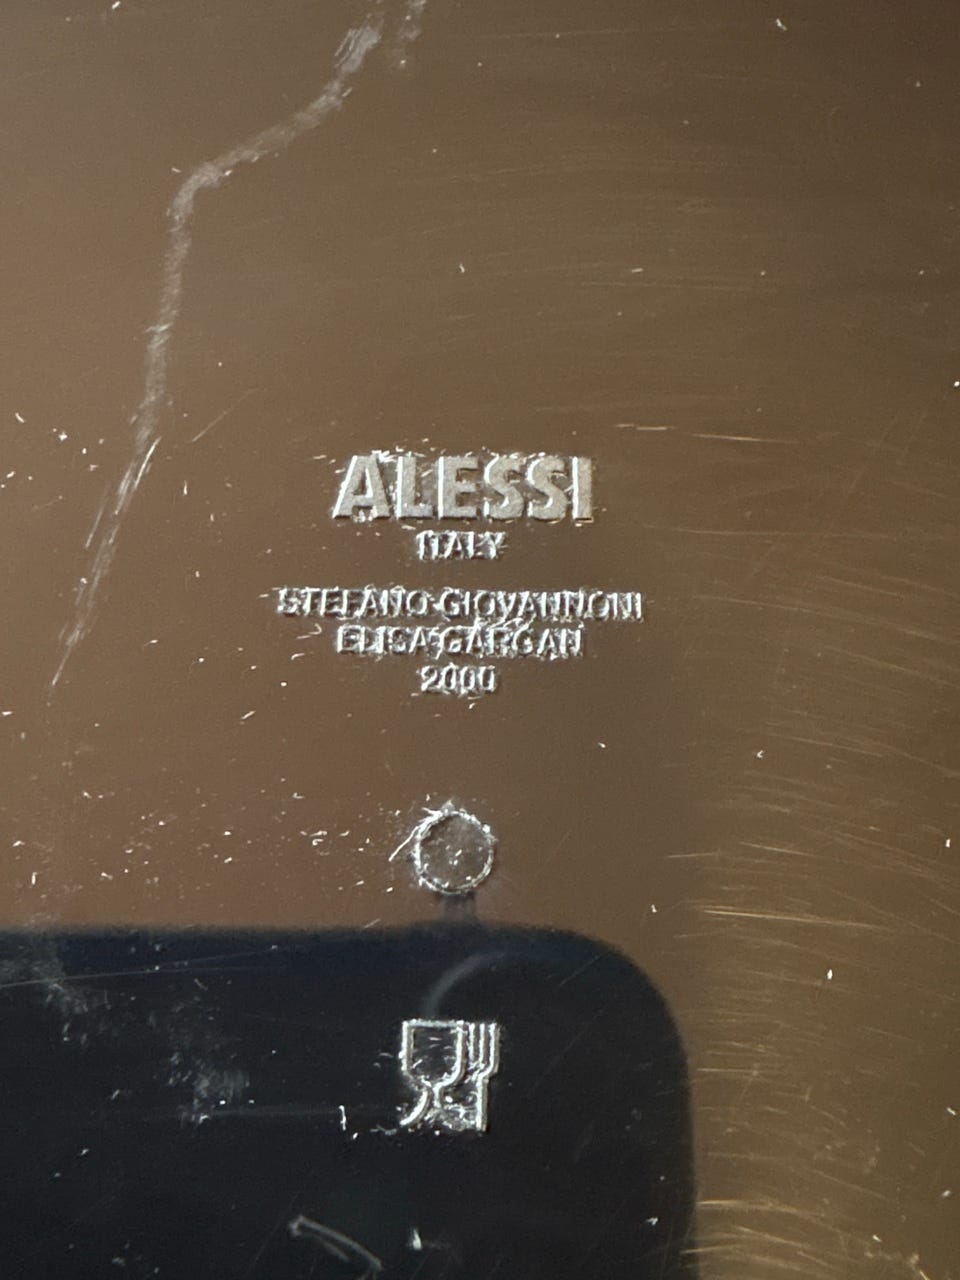 ALESSI
ITALY
STEFANO GIOVANNONI
ELISA GARGAN
2000